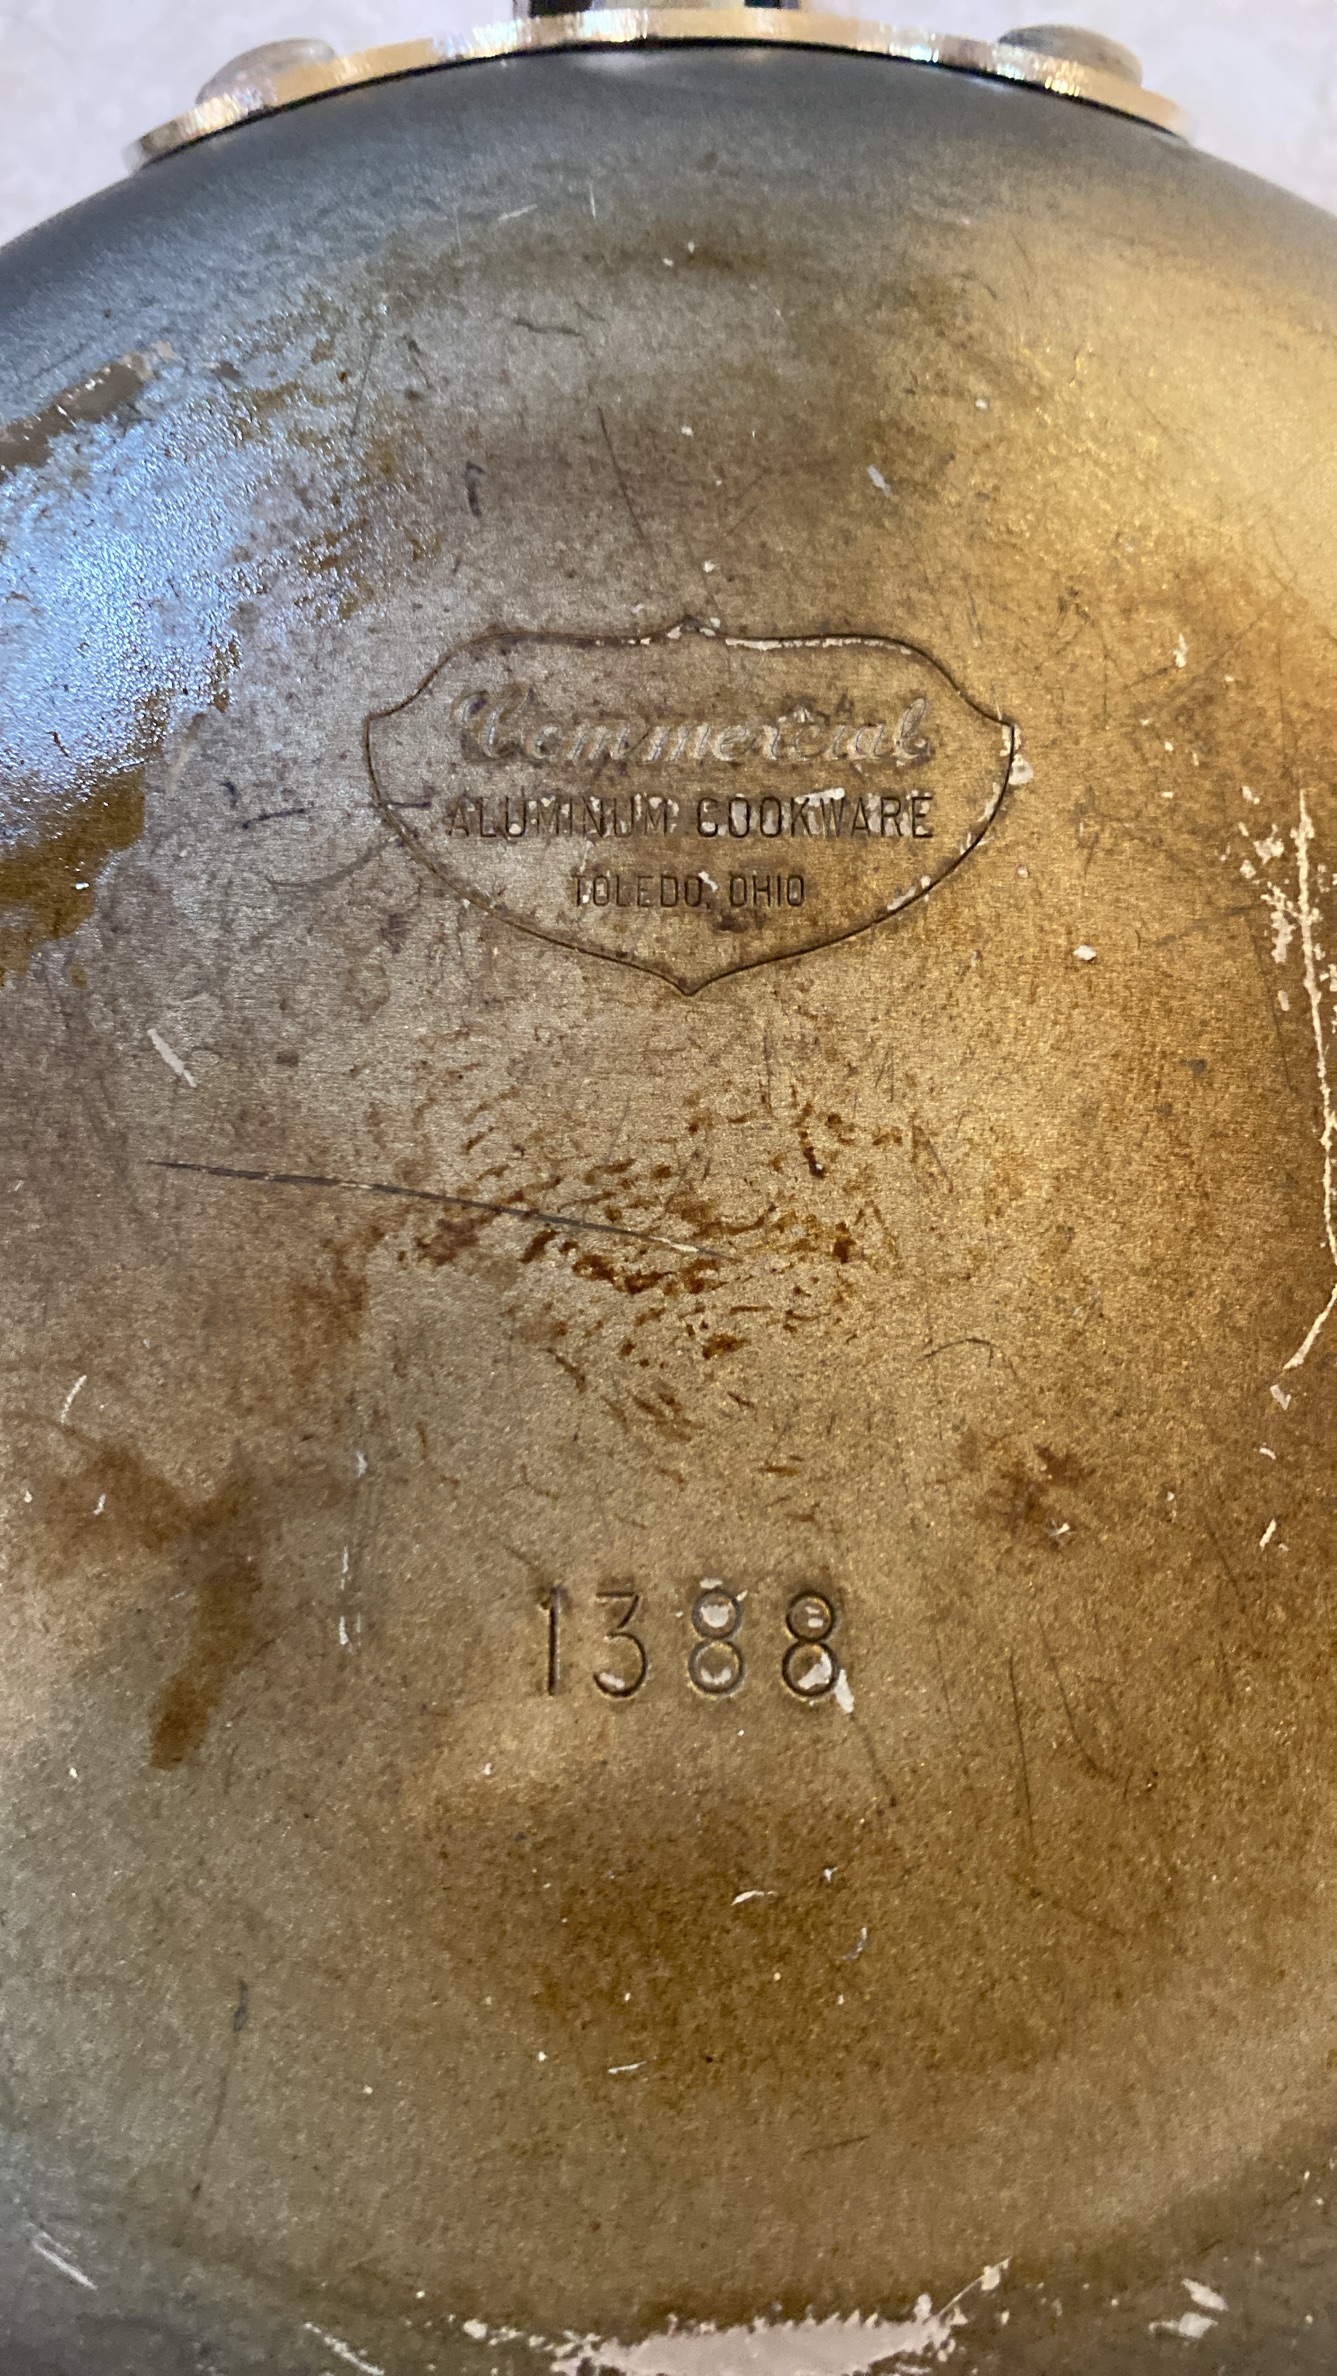 Commercial
ALUMINUM COOKWARE
TOLEDO, OHIO
1388